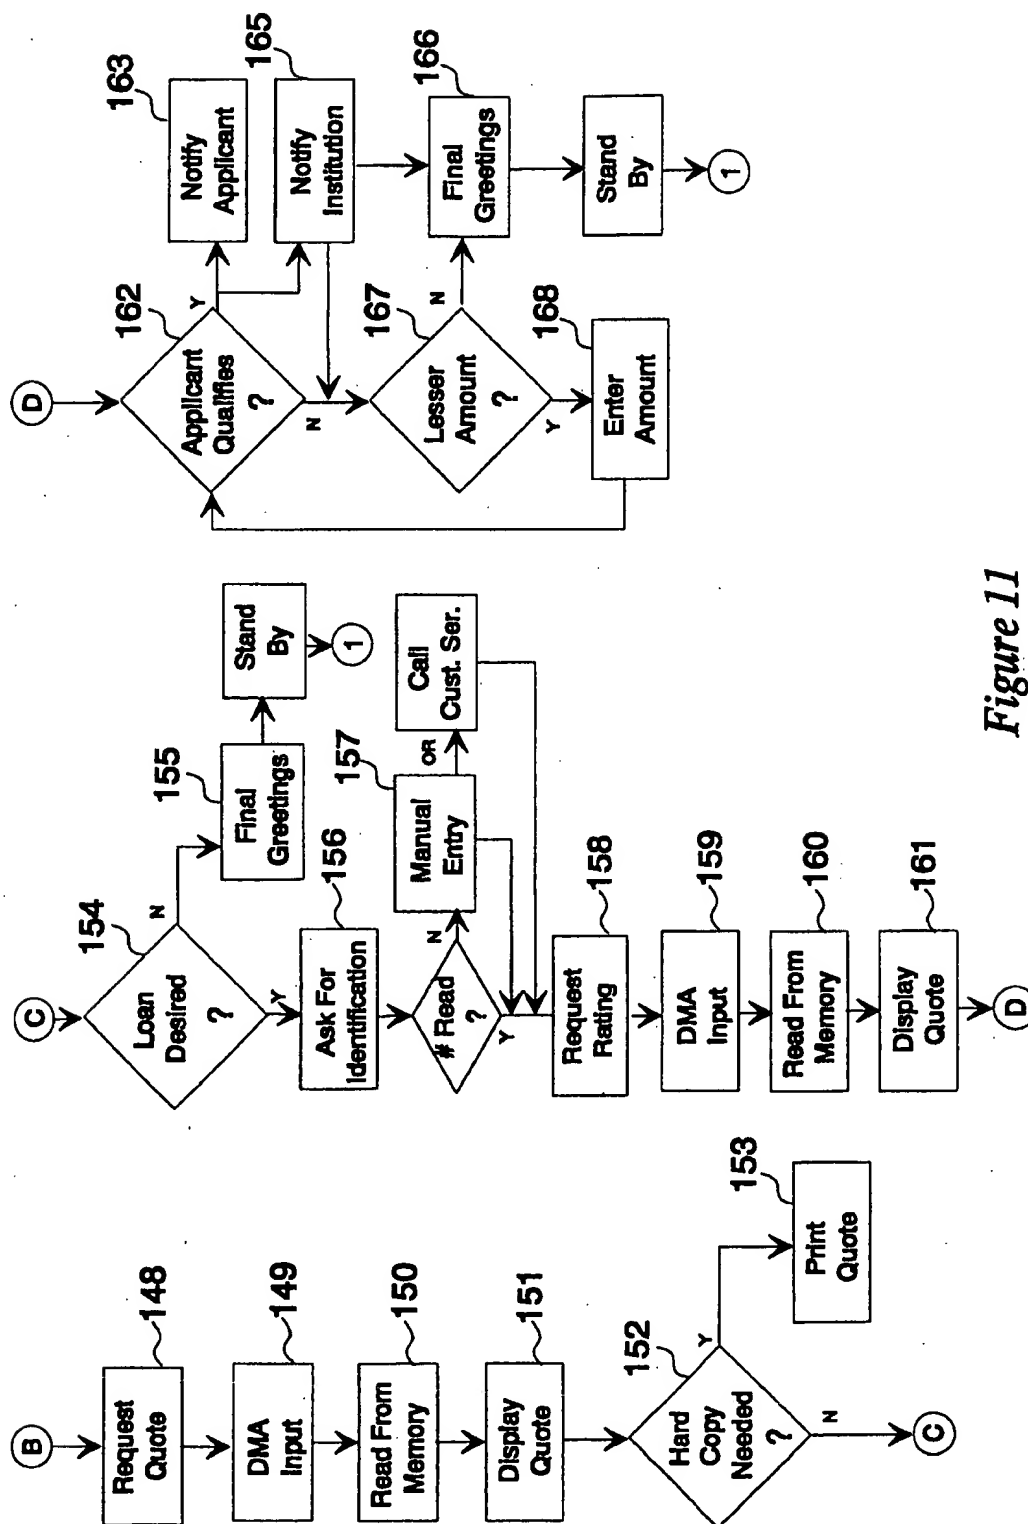 B
Request
Quote
148
DMA
Input
149
Read From
Memory
150
Display
Quote
151
Hard
Copy
Needed
?
152
Y
Print
Quote
153
N
C
C
Loan
Desired
?
154
N
Final
Greetings
155
Stand
By
1
Y
Ask For
Identification
156
# Read
?
N
Manual
Entry
157
OR
Call
Cust. Ser.
Y
Request
Rating
158
DMA
Input
159
Read From
Memory
160
Display
Quote
161
D
D
Applicant
Qualifies
?
162
Y
Notify
Applicant
163
Notify
Institution
165
N
Lesser
Amount
?
167
N
Final
Greetings
166
Stand
By
1
Y
Enter
Amount
168
Figure 11